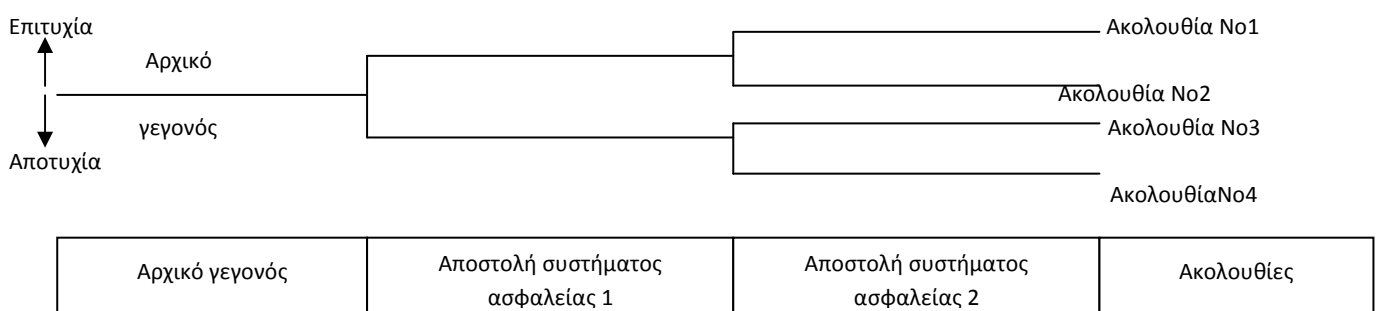 Επιτυχία
Ακολουθία Νο1
Αρχικό
Ακολουθία Νο2
γεγονός
Ακολουθία Νο3
Αποτυχία
ΑκολουθίαΝο4
Αρχικό γεγονός
Αποστολή συστήματος
ασφαλείας 1
Αποστολή συστήματος
ασφαλείας 2
Ακολουθίες